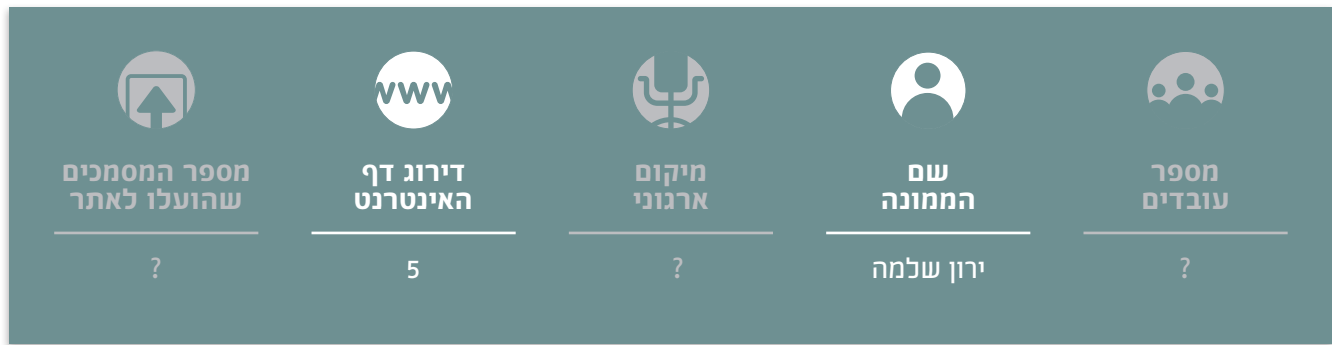 מספר
עובדים
?
שם
הממונה
ירון שלמה
מיקום
ארגוני
?
www
דירוג דף
האינטרנט
5
מספר המסמכים
שהועלו לאתר
?